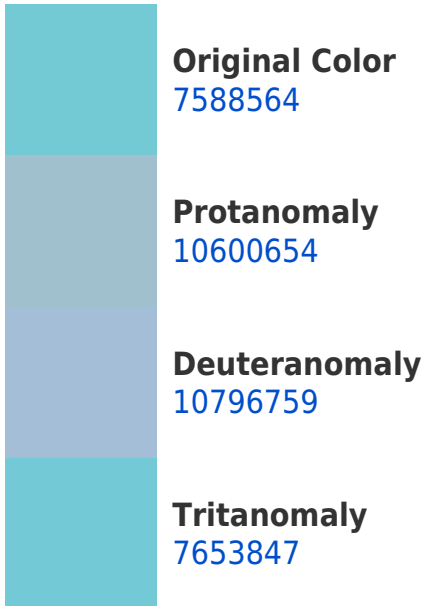 Original Color
7588564
Protanomaly
10600654
Deuteranomaly
10796759
Tritanomaly
7653847